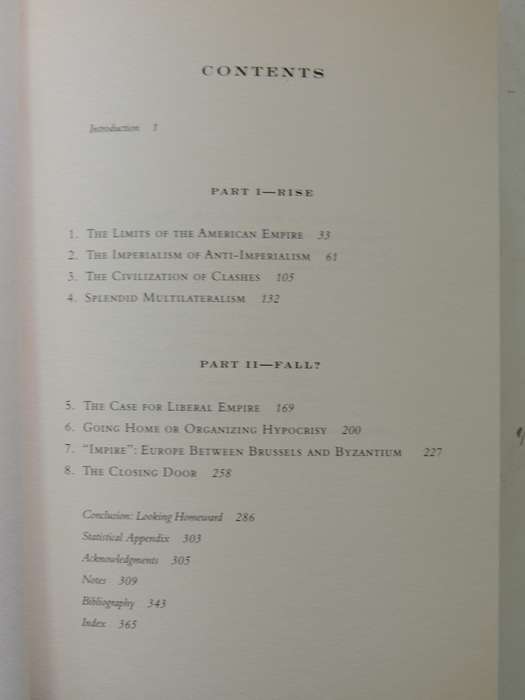 CONTENTS
Introduction 1
PART I—RISE
1. THE LIMITS OF THE AMERICAN EMPIRE 33
2. THE IMPERIALISM OF ANTI-IMPERIALISM 61
3. THE CIVILIZATION OF CLASHES 105
4. SPLENDID MULTILATERALISM 132
PART II—FALL?
5. THE CASE FOR LIBERAL EMPIRE 169
6. GOING HOME OR ORGANIZING HYPOCRISY 200
7. "IMPIRE": EUROPE BETWEEN BRUSSELS AND BYZANTIUM 227
8. THE CLOSING DOOR 258
Conclusion: Looking Homeward 286
Statistical Appendix 303
Acknowledgments 305
Notes 309
Bibliography 343
Index 365